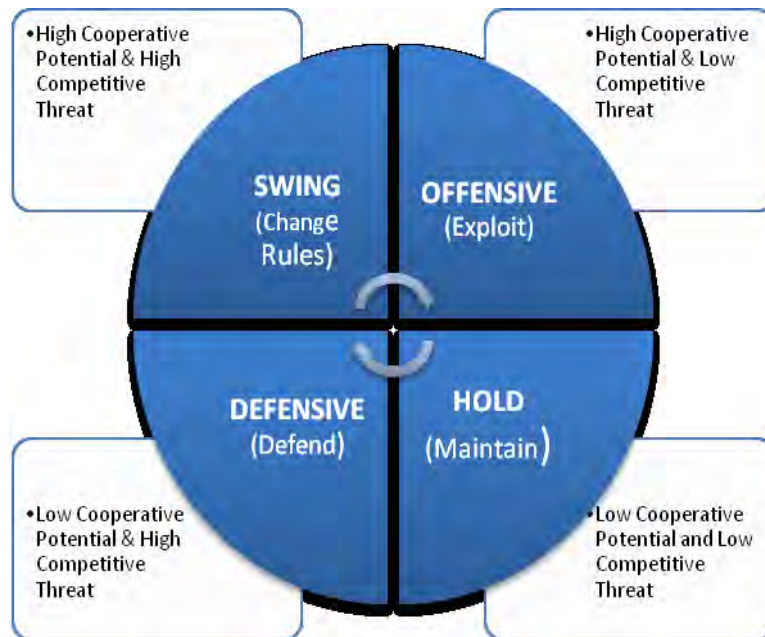 •High Cooperative
Potential & High
Competitive
Threat
•High Cooperative
Potential & Low
Competitive
Threat
SWING
(Change
Rules)
OFFENSIVE
(Exploit)
DEFENSIVE
(Defend)
HOLD
(Maintain)
•Low Cooperative
Potential & High
Competitive
Threat
•Low Cooperative
Potential and Low
Competitive
Threat